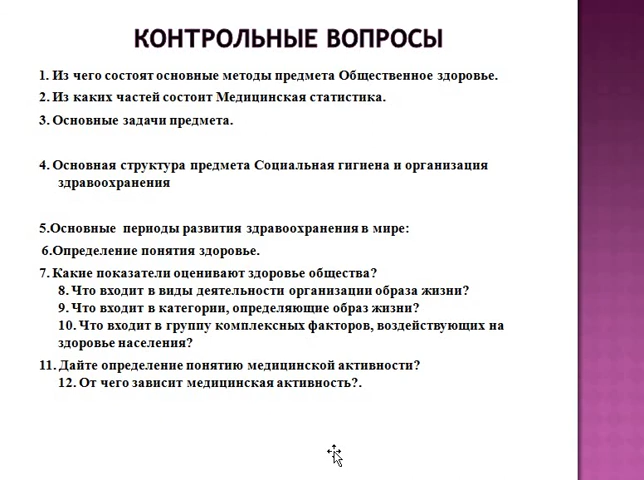 КОНТРОЛЬНЫЕ ВОПРОСЫ
1. Из чего состоят основные методы предмета Общественное здоровье.
2. Из каких частей состоит Медицинская статистика.
3. Основные задачи предмета.
4. Основная структура предмета Социальная гигиена и организация
здравоохранения
5.Основные периоды развития здравоохранения в мире:
6.Определение понятия здоровье.
7. Какие показатели оценивают здоровье общества?
8. Что входит в виды деятельности организации образа жизни?
9. Что входит в категории, определяющие образ жизни?
10. Что входит в группу комплексных факторов, воздействующих на
здоровье населения?
11. Дайте определение понятию медицинской активности?
12. От чего зависит медицинская активность?.